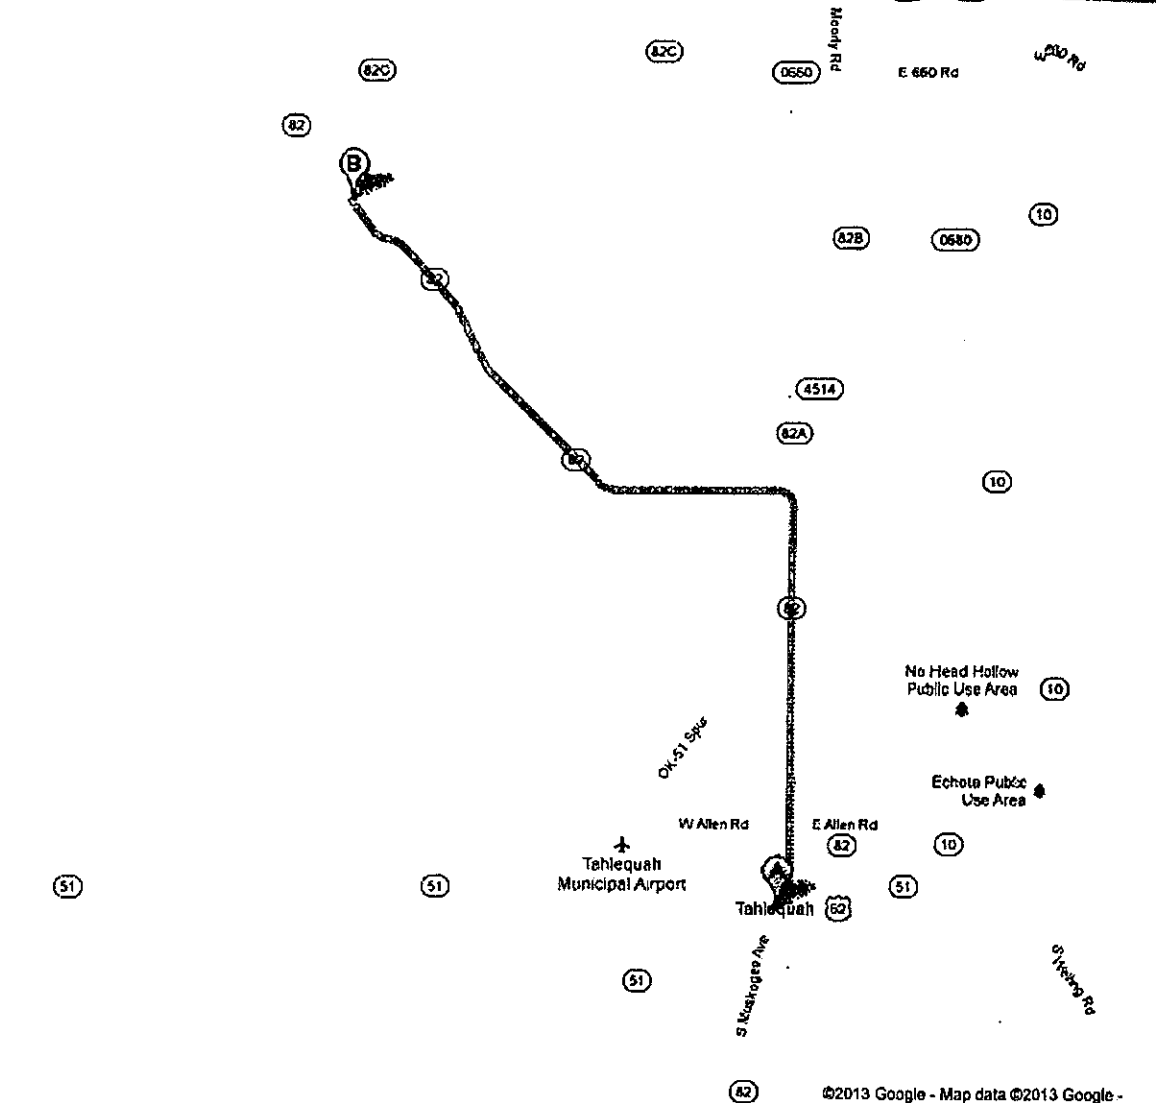 Moody Rd
82C
82C
0660
E 660 Rd
82
B
10
82B
0680
82
4514
82A
82
10
82
No Head Hollow
Public Use Area
10
OK-51 Spur
Echota Public
Use Area
W Allen Rd
E Allen Rd
82
10
Tahlequah
Municipal Airport
A
51
51
51
Tahlequah
62
S Muskogee Ave
S Welling Rd
51
82
©2013 Google - Map data ©2013 Google -